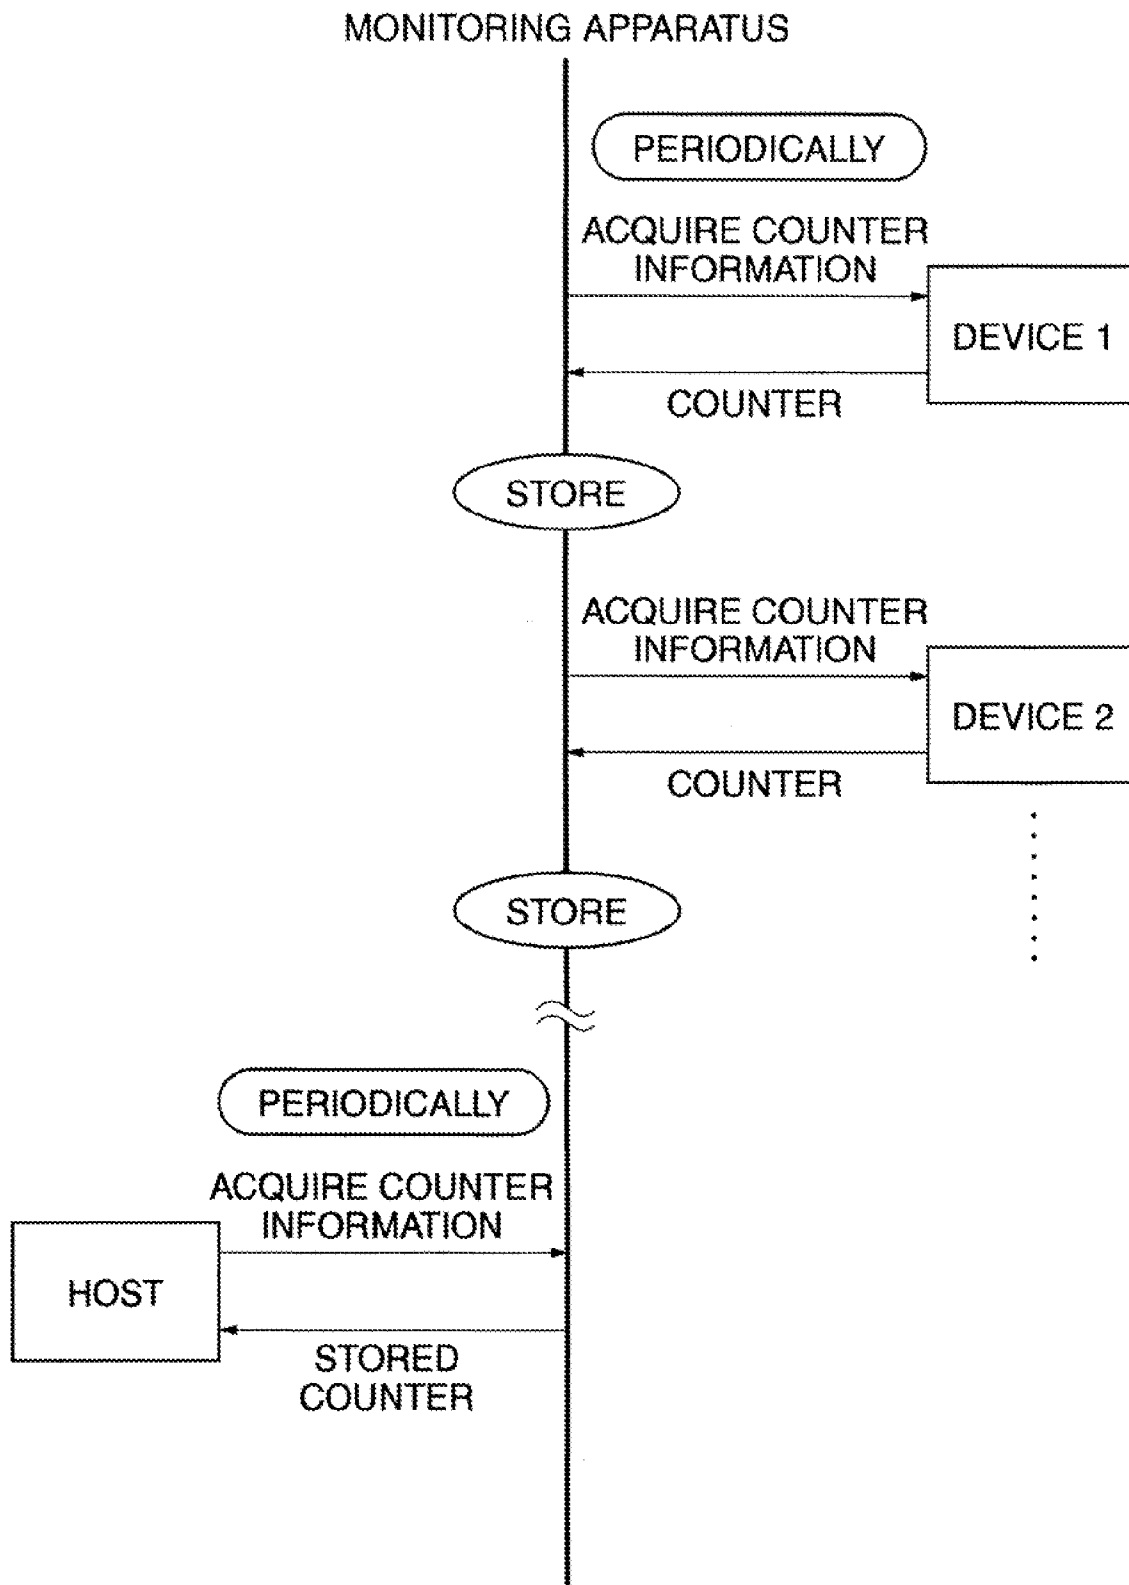 MONITORING APPARATUS
PERIODICALLY
ACQUIRE COUNTER
INFORMATION
DEVICE 1
COUNTER
STORE
ACQUIRE COUNTER
INFORMATION
DEVICE 2
COUNTER
STORE
PERIODICALLY
ACQUIRE COUNTER
INFORMATION
HOST
STORED
COUNTER